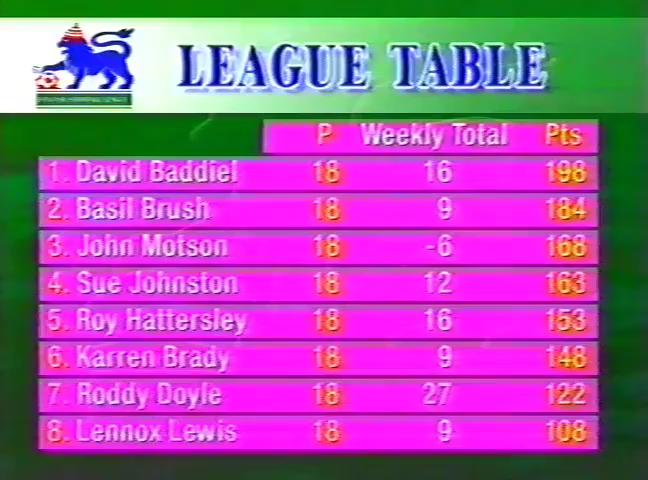 LEAGUE TABLE
P Weekly Total Pts
1. David Baddiel 18 16 198
2. Basil Brush 18 9 184
3. John Motson 18 -6 168
4. Sue Johnston 18 12 163
5. Roy Hattersley 18 16 153
6. Karren Brady 18 9 148
7. Roddy Doyle 18 27 122
8. Lennox Lewis 18 9 108